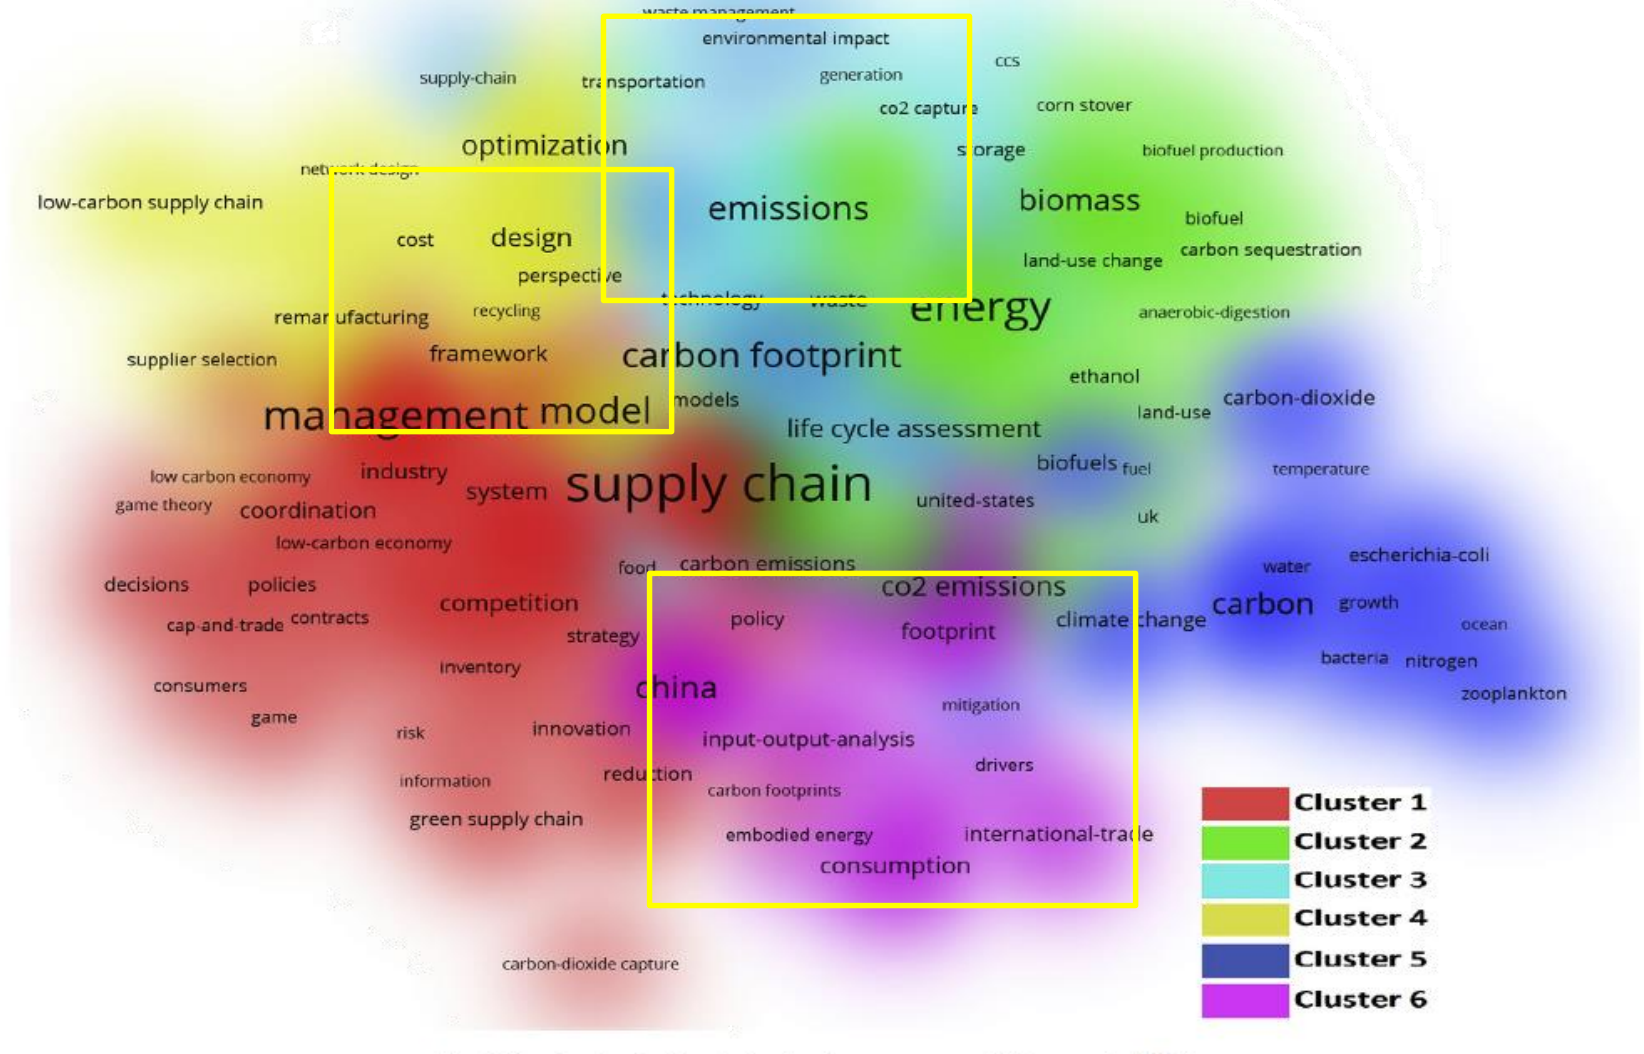 waste management
environmental impact
supply-chain
transportation
generation
ccs
co2 capture
corn stover
optimization
storage
biofuel production
network design
low-carbon supply chain
emissions
biomass
biofuel
cost
design
land-use change
carbon sequestration
perspective
technology
waste
energy
anaerobic-digestion
remanufacturing
recycling
supplier selection
framework
carbon footprint
ethanol
management
model
models
land-use
carbon-dioxide
life cycle assessment
low carbon economy
industry
biofuels
fuel
temperature
game theory
coordination
system
supply chain
united-states
uk
low-carbon economy
food
carbon emissions
water
escherichia-coli
decisions
policies
competition
co2 emissions
carbon
growth
cap-and-trade
contracts
strategy
policy
footprint
climate change
ocean
inventory
bacteria
nitrogen
consumers
china
zooplankton
game
mitigation
risk
innovation
input-output-analysis
information
reduction
drivers
carbon footprints
green supply chain
embodied energy
international-trade
consumption
carbon-dioxide capture
Cluster 1
Cluster 2
Cluster 3
Cluster 4
Cluster 5
Cluster 6